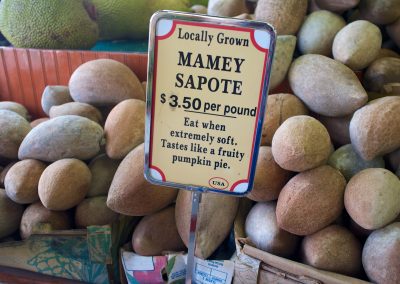 Locally Grown
MAMEY
SAPOTE
$3.50 per pound
Eat when
extremely soft.
Tastes like a fruity
pumpkin pie.
USA